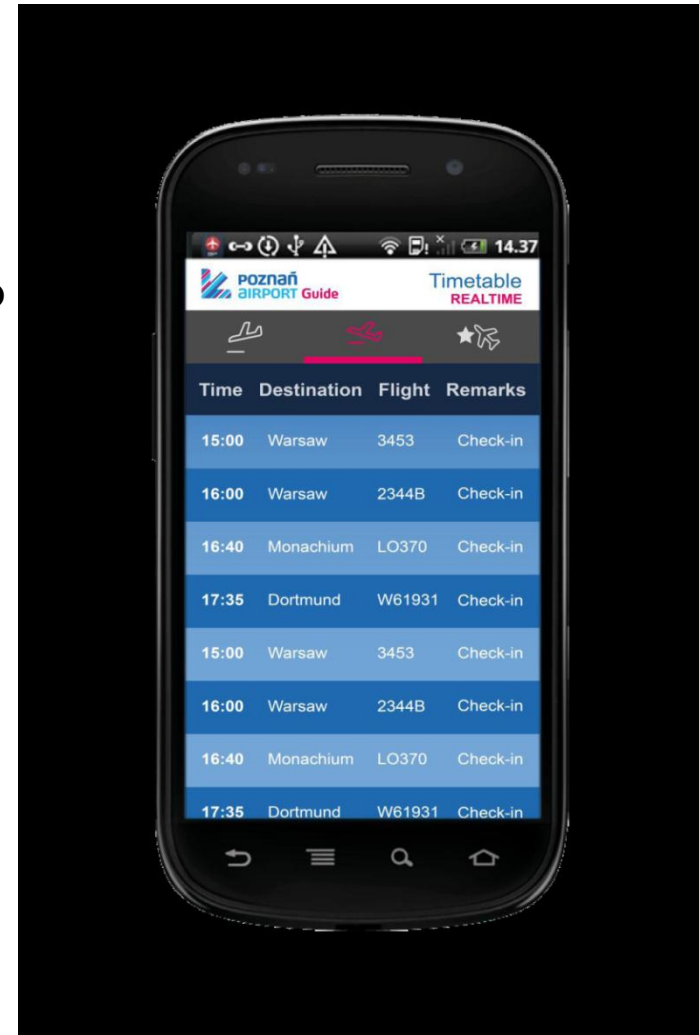 14.37
Poznań Timetable
AIRPORT Guide REALTIME
Time Destination Flight Remarks
15:00 Warsaw 3453 Check-in
16:00 Warsaw 2344B Check-in
16:40 Monachium LO370 Check-in
17:35 Dortmund W61931 Check-in
15:00 Warsaw 3453 Check-in
16:00 Warsaw 2344B Check-in
16:40 Monachium LO370 Check-in
17:35 Dortmund W61931 Check-in